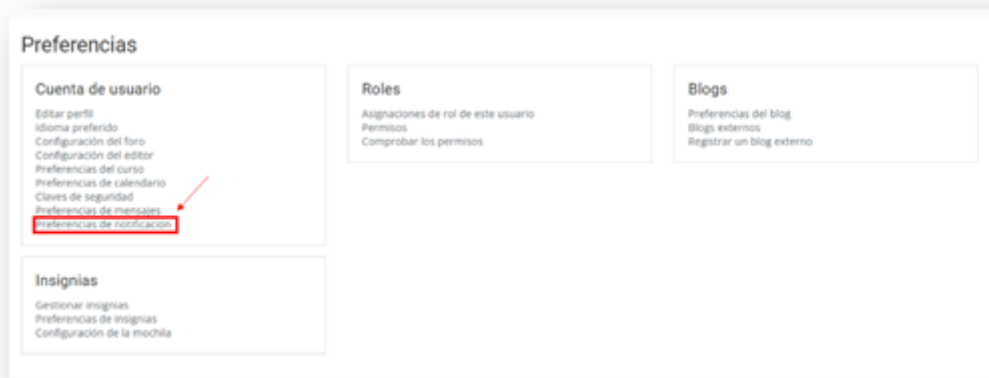 Preferencias
Cuenta de usuario
Editar perfil
Idioma preferido
Configuración del foro
Configuración del editor
Preferencias del curso
Preferencias de calendario
Claves de seguridad
Preferencias de mensajes
Preferencias de notificación
Roles
Asignaciones de rol de este usuario
Permisos
Comprobar los permisos
Blogs
Preferencias del blog
Blogs externos
Registrar un blog externo
Insignias
Gestionar insignias
Preferencias de insignias
Configuración de la mochila